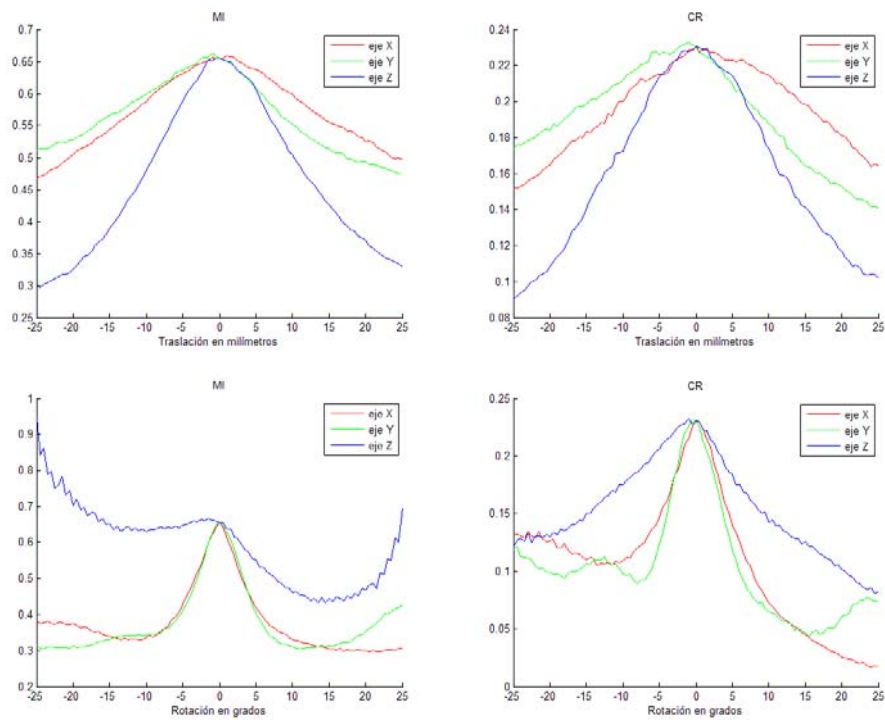 MI
0.7
0.65
0.6
0.55
0.5
0.45
0.4
0.35
0.3
0.25
-25 -20 -15 -10 -5 0 5 10 15 20 25
Traslación en milímetros
eje X
eje Y
eje Z
CR
0.24
0.22
0.2
0.18
0.16
0.14
0.12
0.1
0.08
-25 -20 -15 -10 -5 0 5 10 15 20 25
Traslación en milímetros
eje X
eje Y
eje Z
MI
1
0.9
0.8
0.7
0.6
0.5
0.4
0.3
0.2
-25 -20 -15 -10 -5 0 5 10 15 20 25
Rotación en grados
eje X
eje Y
eje Z
CR
0.25
0.2
0.15
0.1
0.05
0
-25 -20 -15 -10 -5 0 5 10 15 20 25
Rotación en grados
eje X
eje Y
eje Z